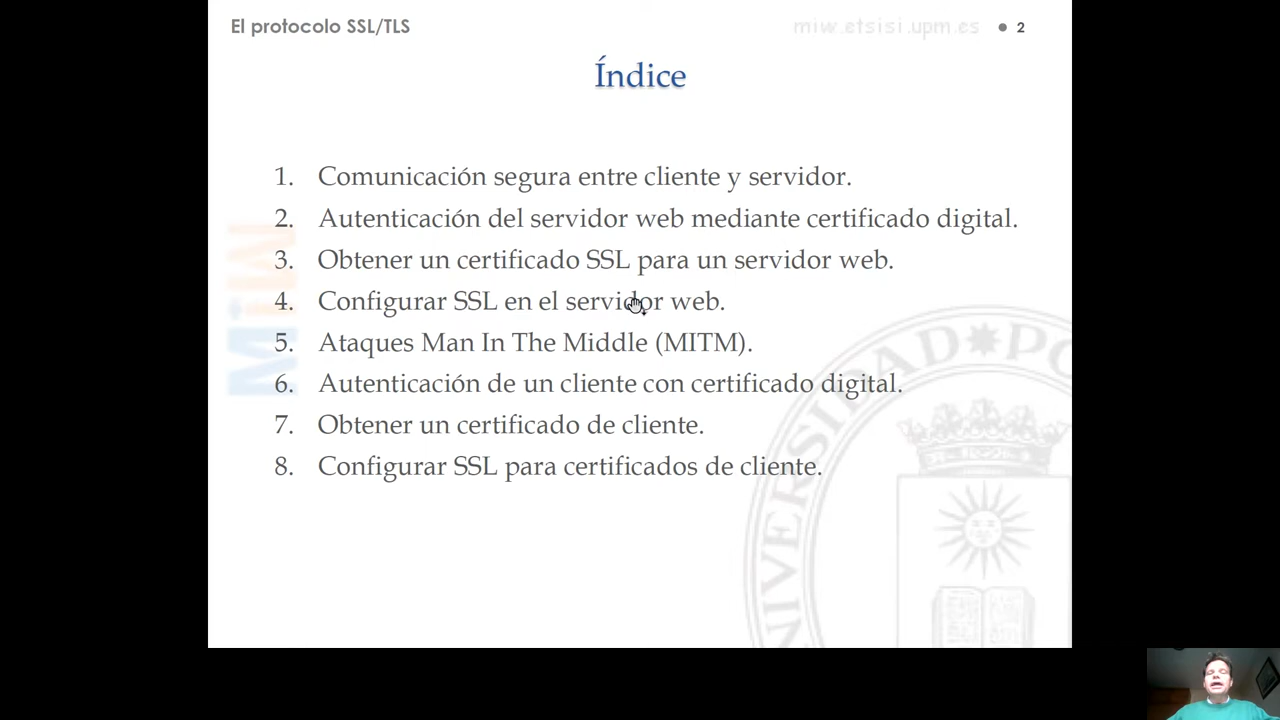 El protocolo SSL/TLS
miw.etsisi.upm.es
2
Índice
1. Comunicación segura entre cliente y servidor.
2. Autenticación del servidor web mediante certificado digital.
3. Obtener un certificado SSL para un servidor web.
4. Configurar SSL en el servidor web.
5. Ataques Man In The Middle (MITM).
6. Autenticación de un cliente con certificado digital.
7. Obtener un certificado de cliente.
8. Configurar SSL para certificados de cliente.
MiW
UNIVERSIDAD PO